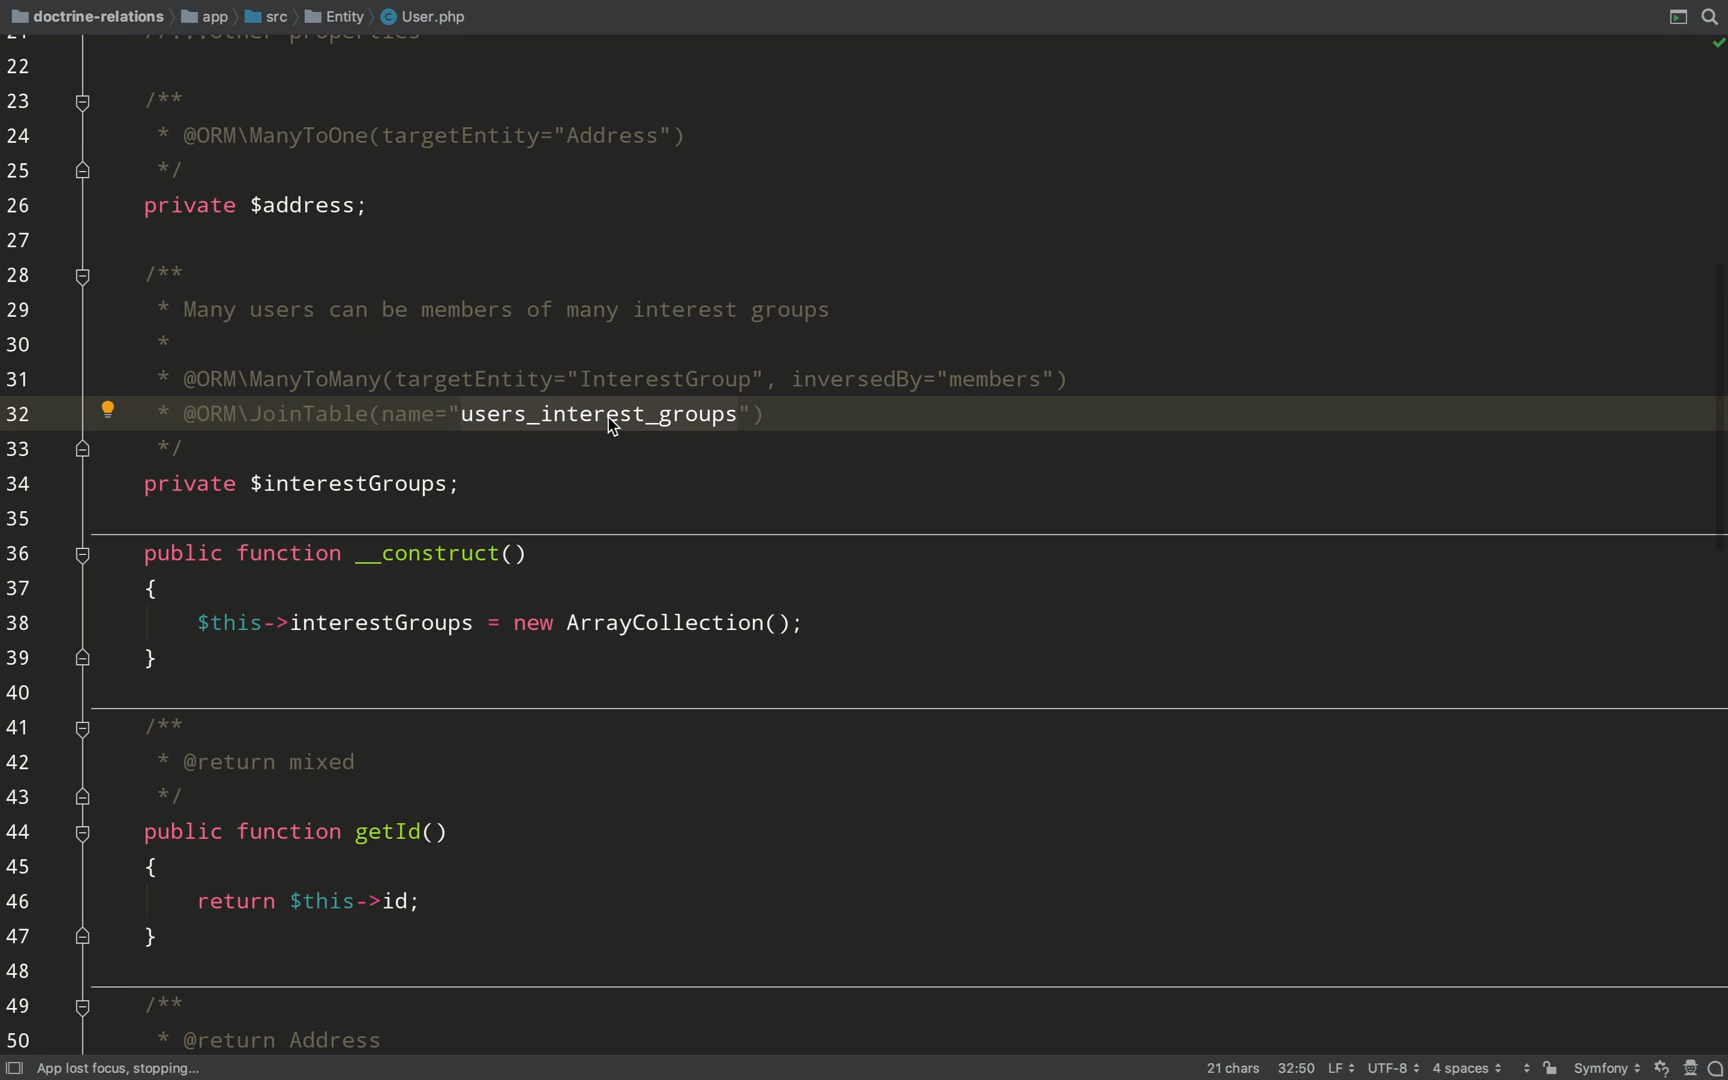 doctrine-relations app src Entity User.php
21 //...other properties
22
23 /**
24 * @ORM\ManyToOne(targetEntity="Address")
25 */
26 private $address;
27
28 /**
29 * Many users can be members of many interest groups
30 *
31 * @ORM\ManyToMany(targetEntity="InterestGroup", inversedBy="members")
32 * @ORM\JoinTable(name="users_interest_groups")
33 */
34 private $interestGroups;
35
36 public function __construct()
37 {
38 $this->interestGroups = new ArrayCollection();
39 }
40
41 /**
42 * @return mixed
43 */
44 public function getId()
45 {
46 return $this->id;
47 }
48
49 /**
50 * @return Address
App lost focus, stopping... 21 chars 32:50 LF UTF-8 4 spaces Symfony